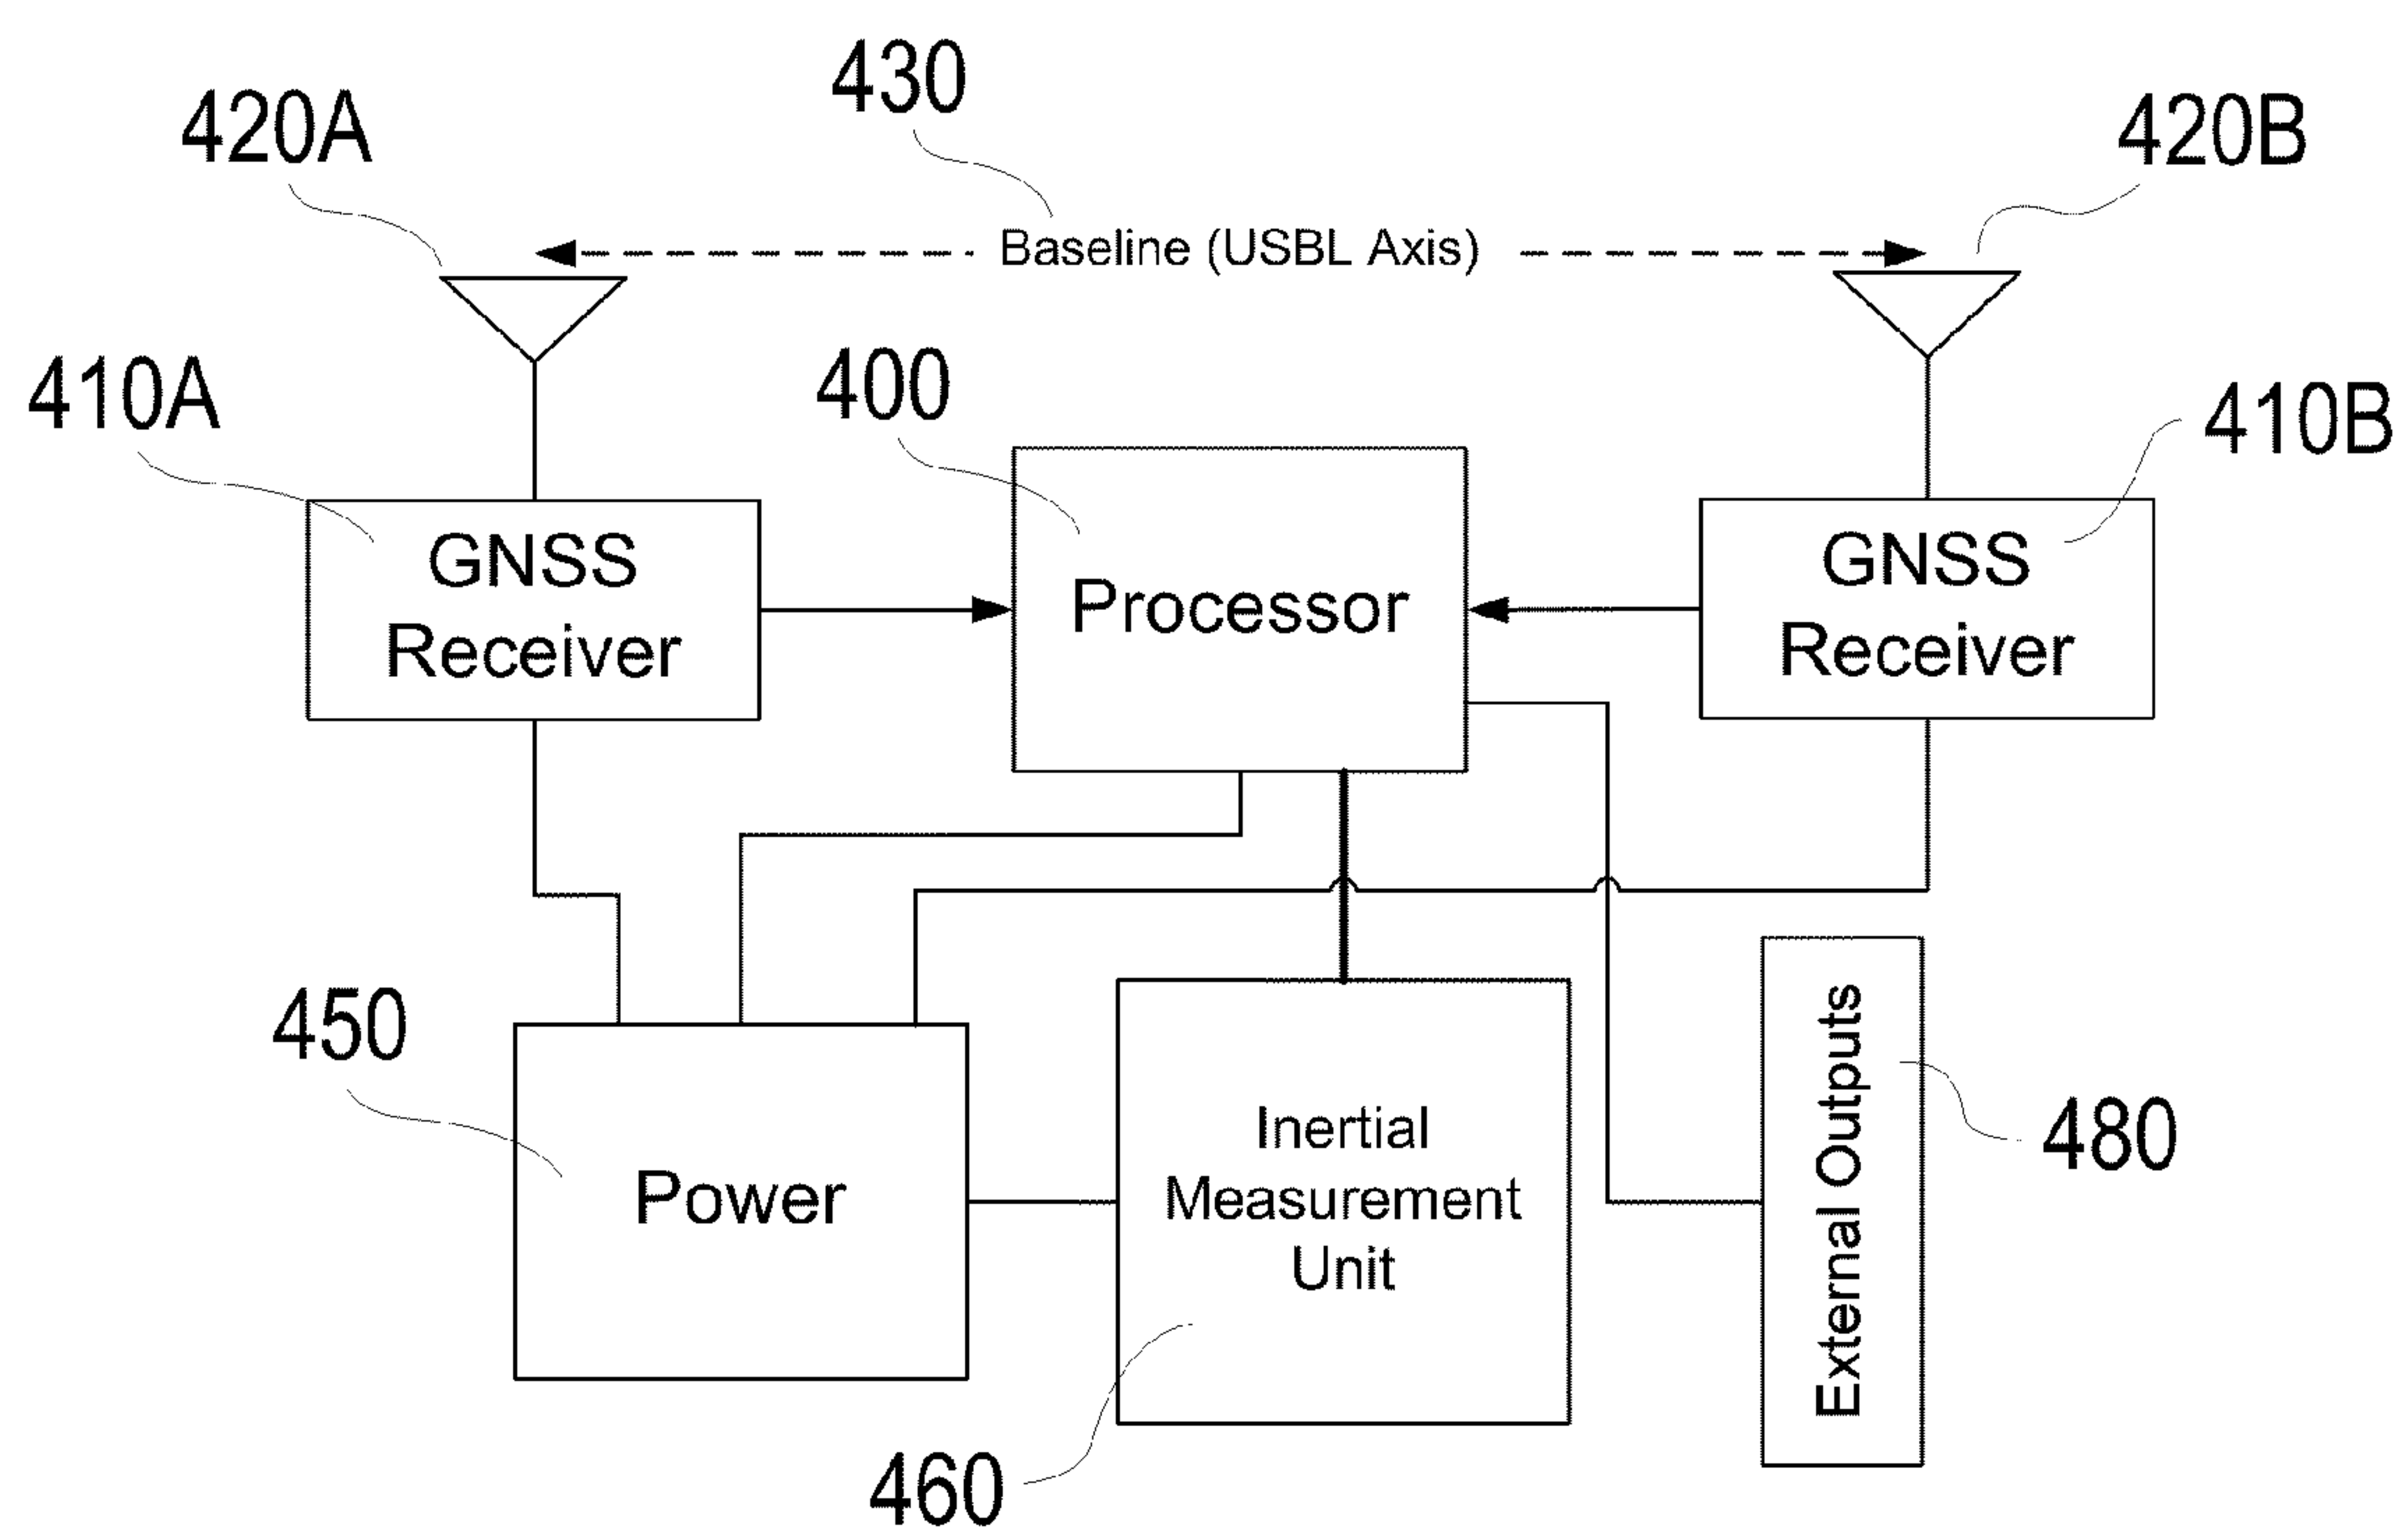 430
420A
420B
Baseline (USBL Axis)
410A
400
410B
GNSS
Receiver
Processor
GNSS
Receiver
450
Power
Inertial
Measurement
Unit
External Outputs
480
460